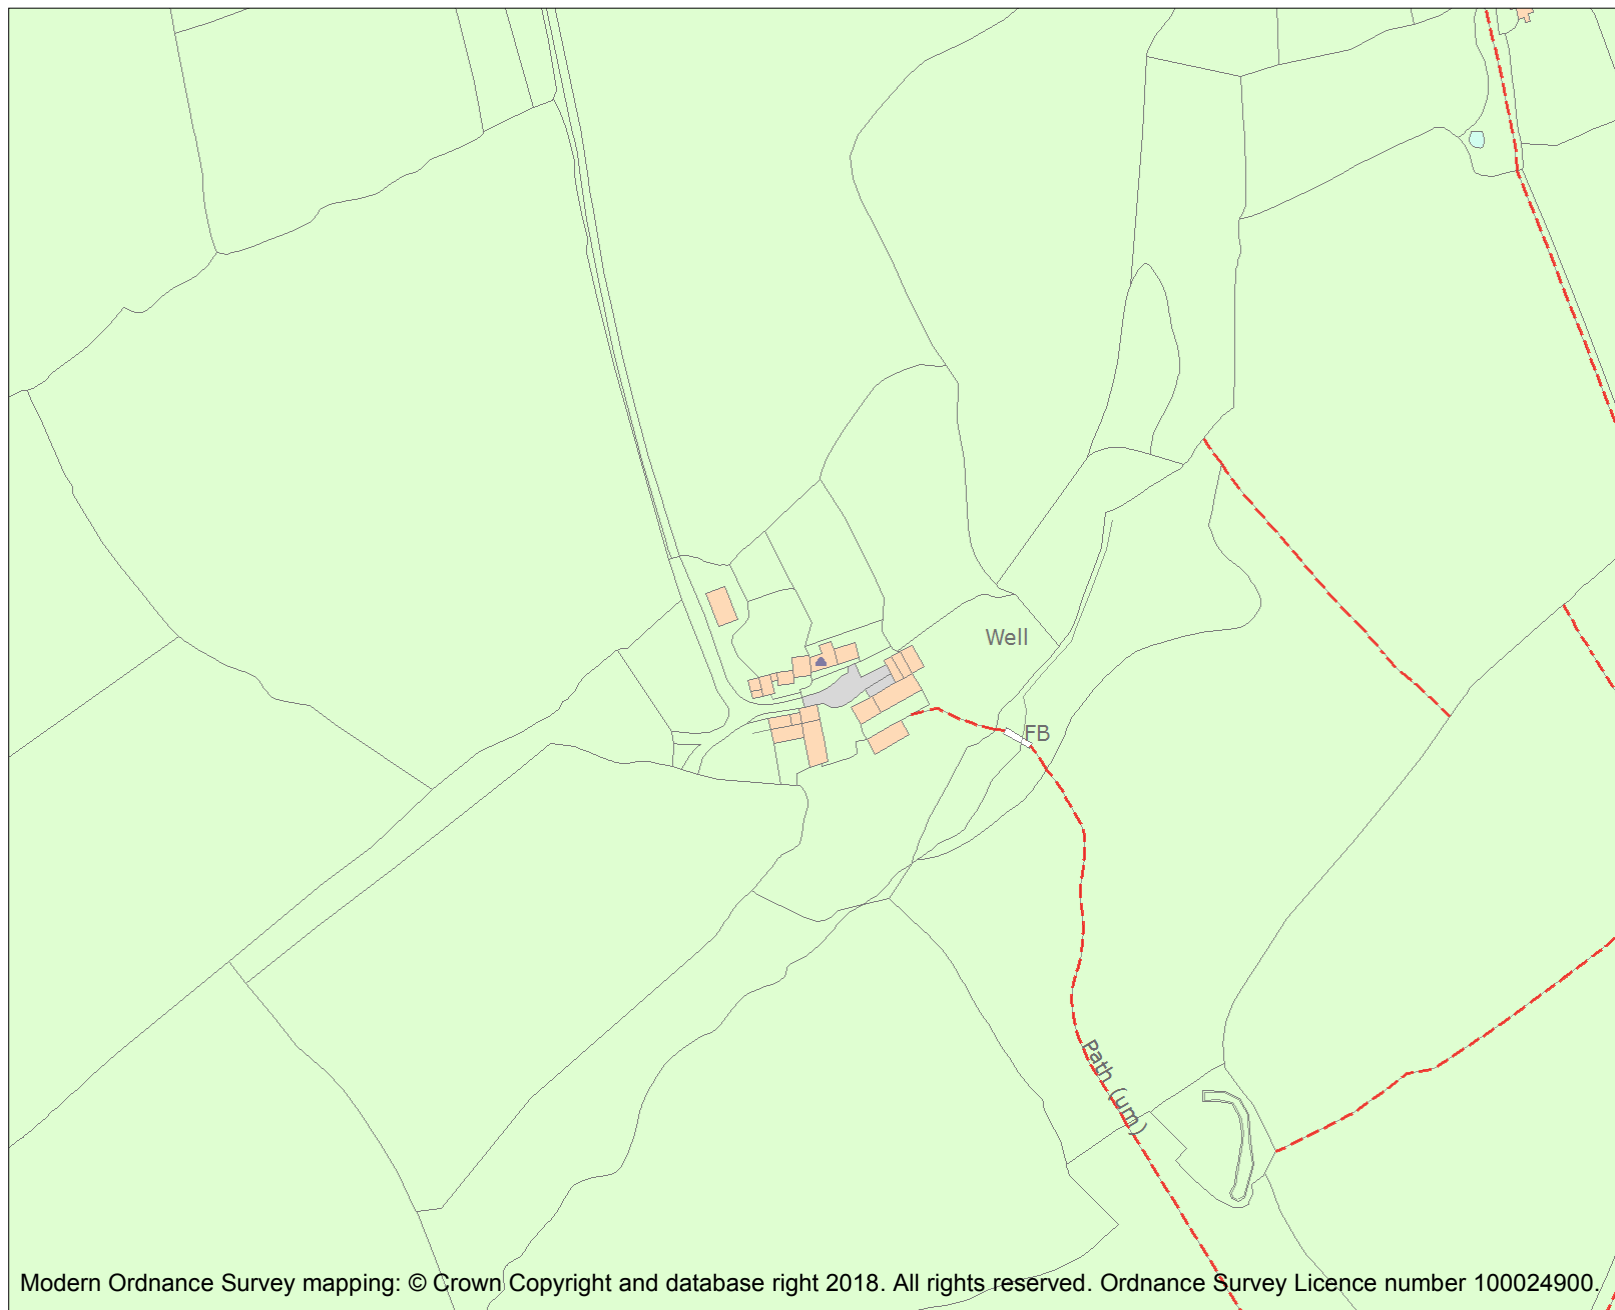 Well
FB
Path (um)
Modern Ordnance Survey mapping: © Crown Copyright and database right 2018. All rights reserved. Ordnance Survey Licence number 100024900.